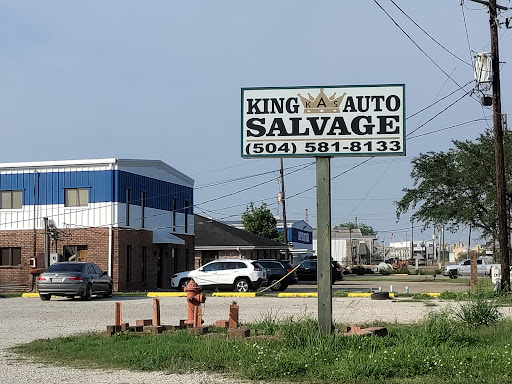 KING KAS AUTO
SALVAGE
(504) 581-8133